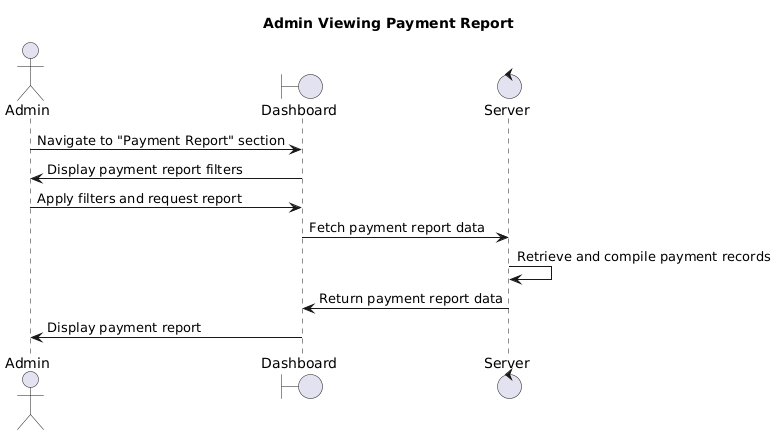 Admin Viewing Payment Report
Admin
Dashboard
Server
Navigate to "Payment Report" section
Display payment report filters
Apply filters and request report
Fetch payment report data
Retrieve and compile payment records
Return payment report data
Display payment report
Admin
Dashboard
Server